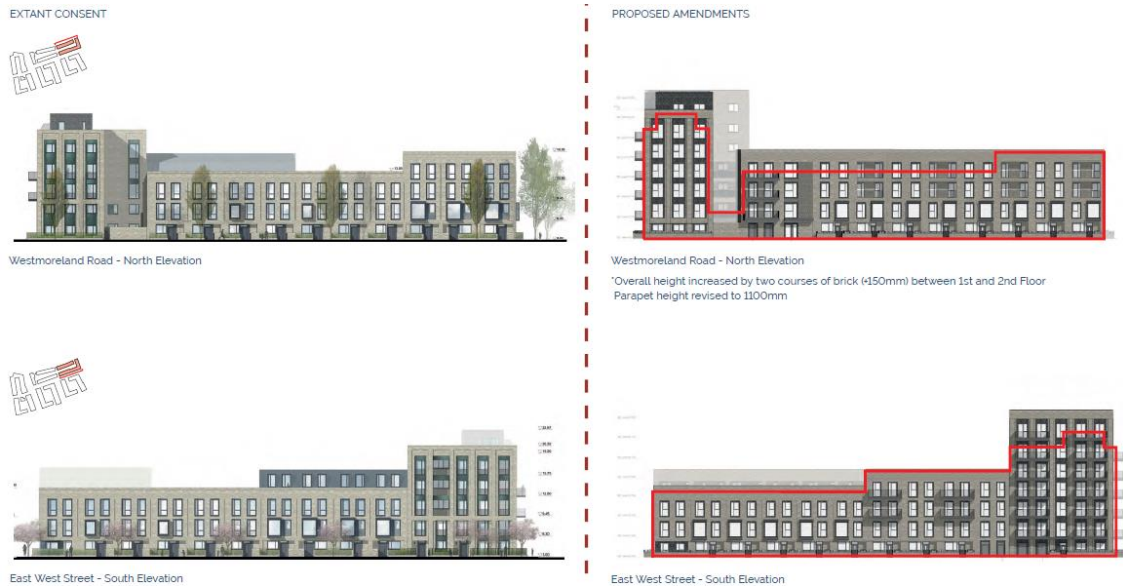 EXTANT CONSENT
PROPOSED AMENDMENTS
Westmoreland Road - North Elevation
Westmoreland Road - North Elevation
*Overall height increased by two courses of brick (+150mm) between 1st and 2nd Floor
Parapet height revised to 1100mm
East West Street - South Elevation
East West Street - South Elevation